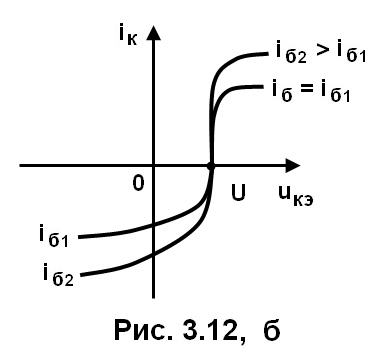 iк
iб2 > iб1
iб = iб1
0
U
uкэ
iб1
iб2
Рис. 3.12, б